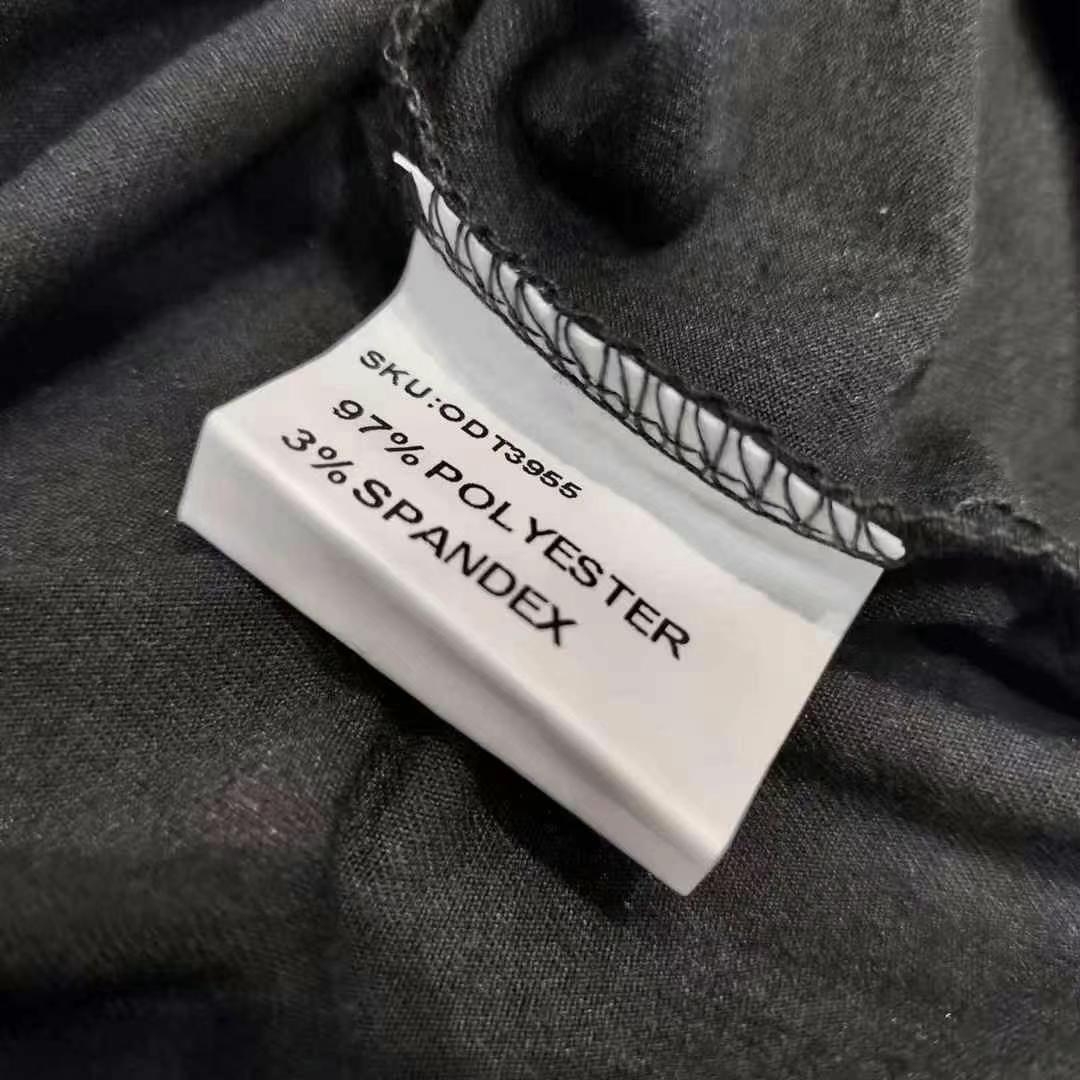 SKU:ODT3955
97% POLYESTER
3% SPANDEX